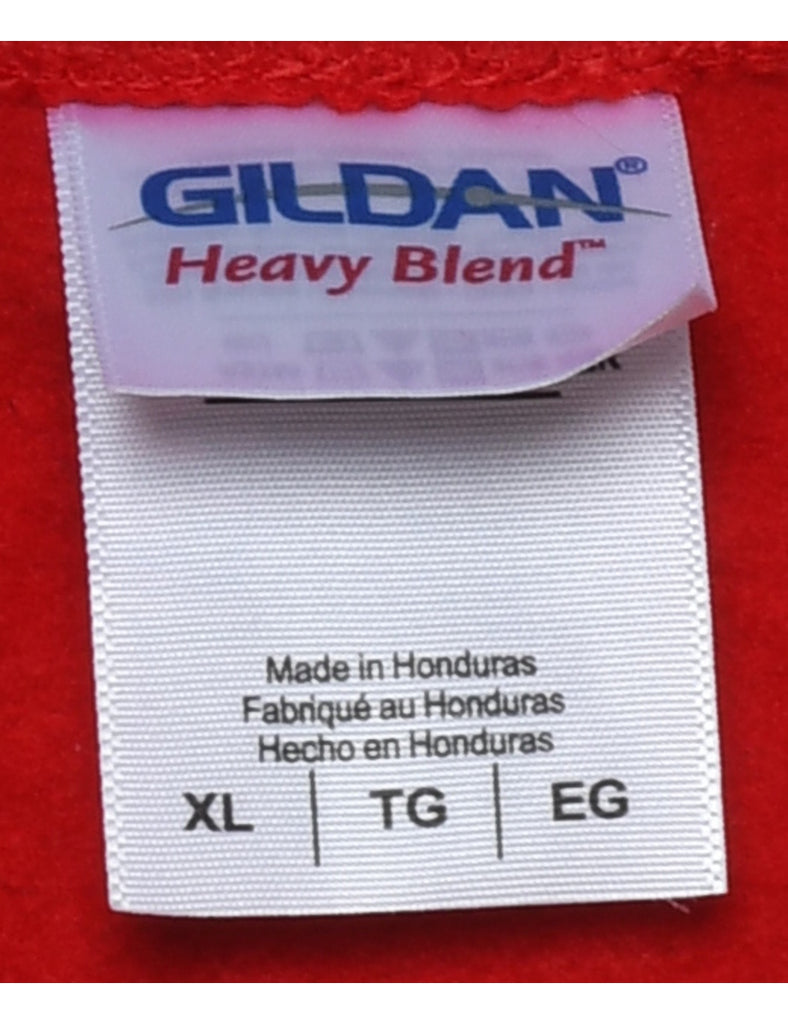 GILDAN®
Heavy Blend™
Made in Honduras
Fabriqué au Honduras
Hecho en Honduras
XL | TG | EG